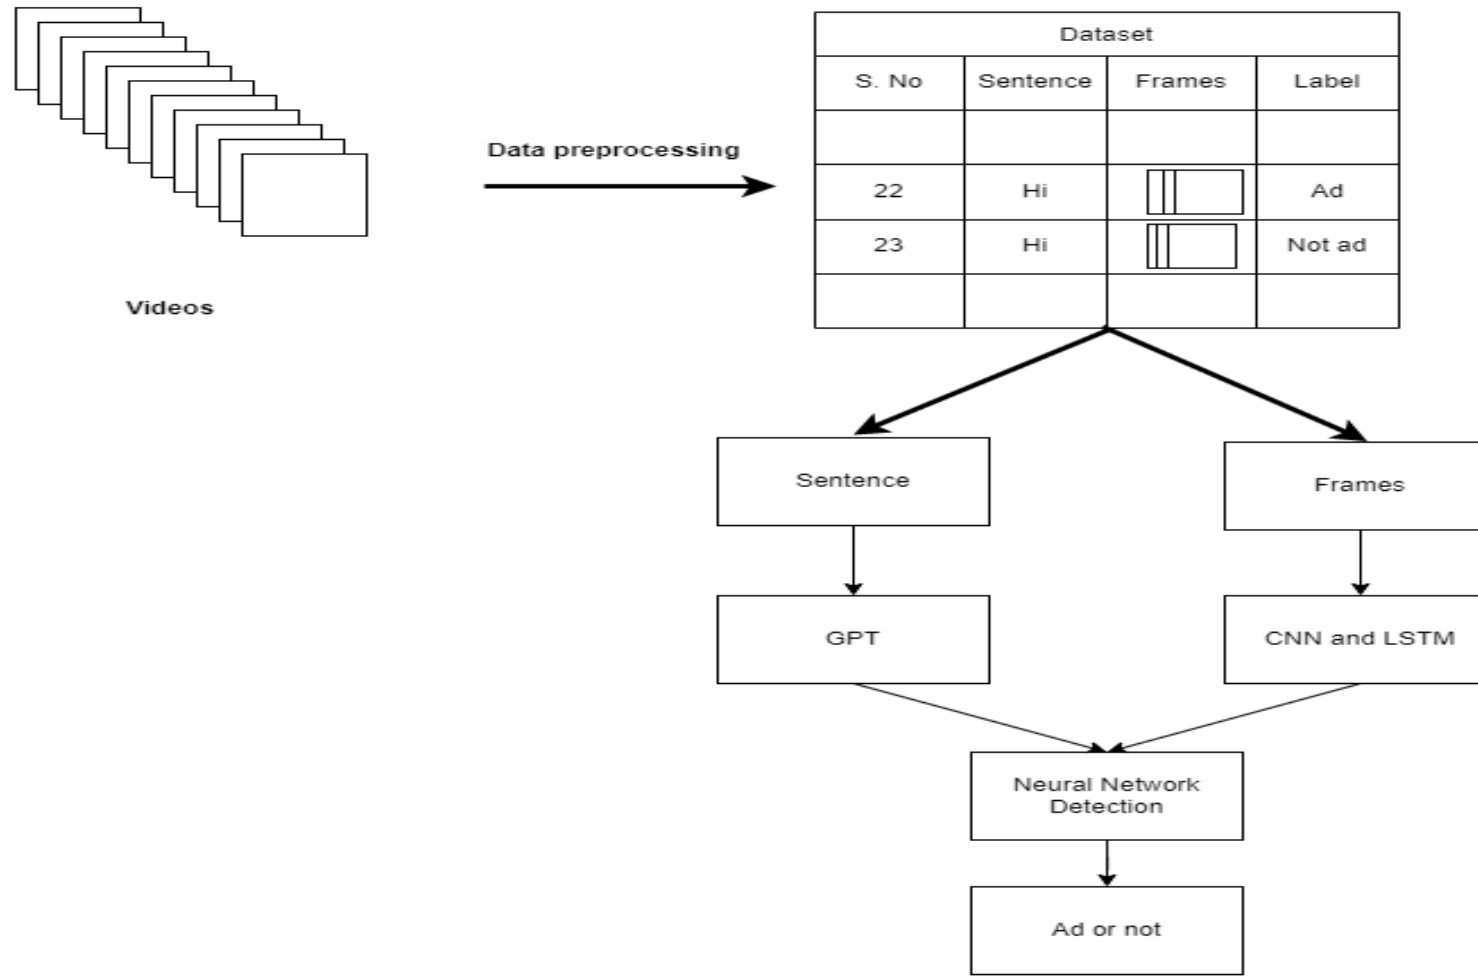 Dataset
S. No Sentence Frames Label
Data preprocessing
22 Hi Ad
23 Hi Not ad
Videos
Sentence
Frames
GPT
CNN and LSTM
Neural Network
Detection
Ad or not